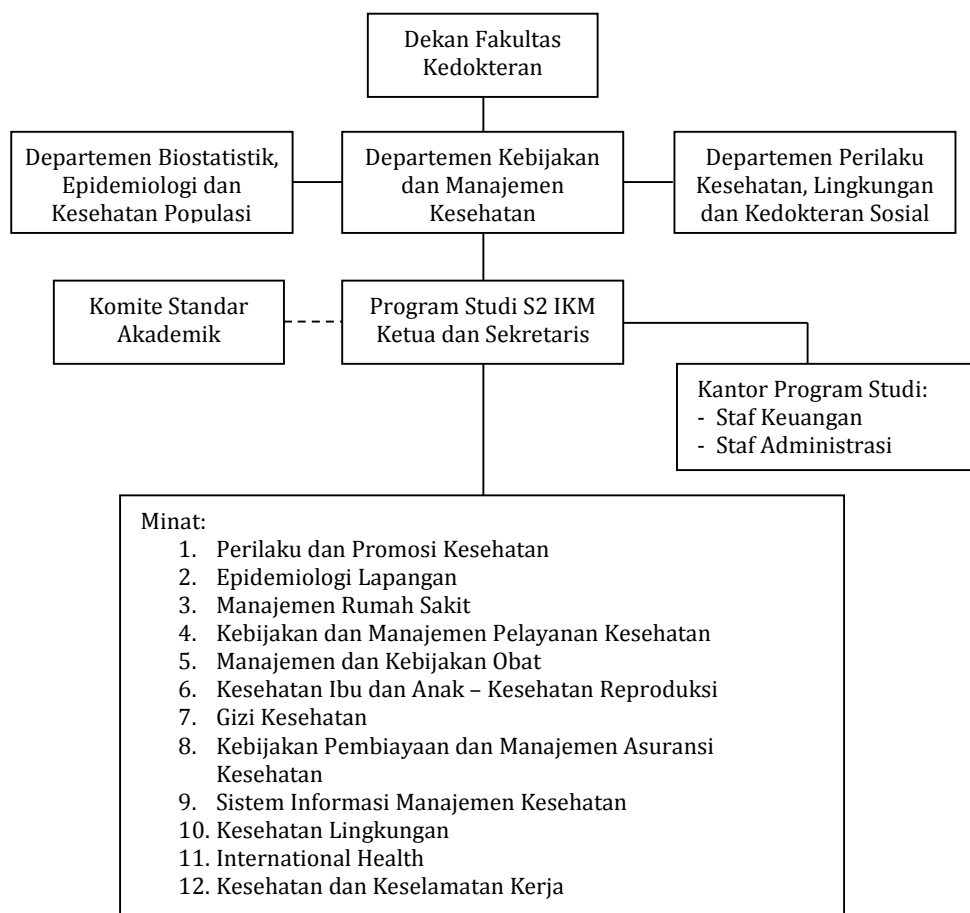 Dekan Fakultas
Kedokteran
Departemen Biostatistik,
Epidemiologi dan
Kesehatan Populasi
Departemen Kebijakan
dan Manajemen
Kesehatan
Departemen Perilaku
Kesehatan, Lingkungan
dan Kedokteran Sosial
Komite Standar
Akademik
Program Studi S2 IKM
Ketua dan Sekretaris
Kantor Program Studi:
- Staf Keuangan
- Staf Administrasi
Minat:
1. Perilaku dan Promosi Kesehatan
2. Epidemiologi Lapangan
3. Manajemen Rumah Sakit
4. Kebijakan dan Manajemen Pelayanan Kesehatan
5. Manajemen dan Kebijakan Obat
6. Kesehatan Ibu dan Anak – Kesehatan Reproduksi
7. Gizi Kesehatan
8. Kebijakan Pembiayaan dan Manajemen Asuransi
Kesehatan
9. Sistem Informasi Manajemen Kesehatan
10. Kesehatan Lingkungan
11. International Health
12. Kesehatan dan Keselamatan Kerja